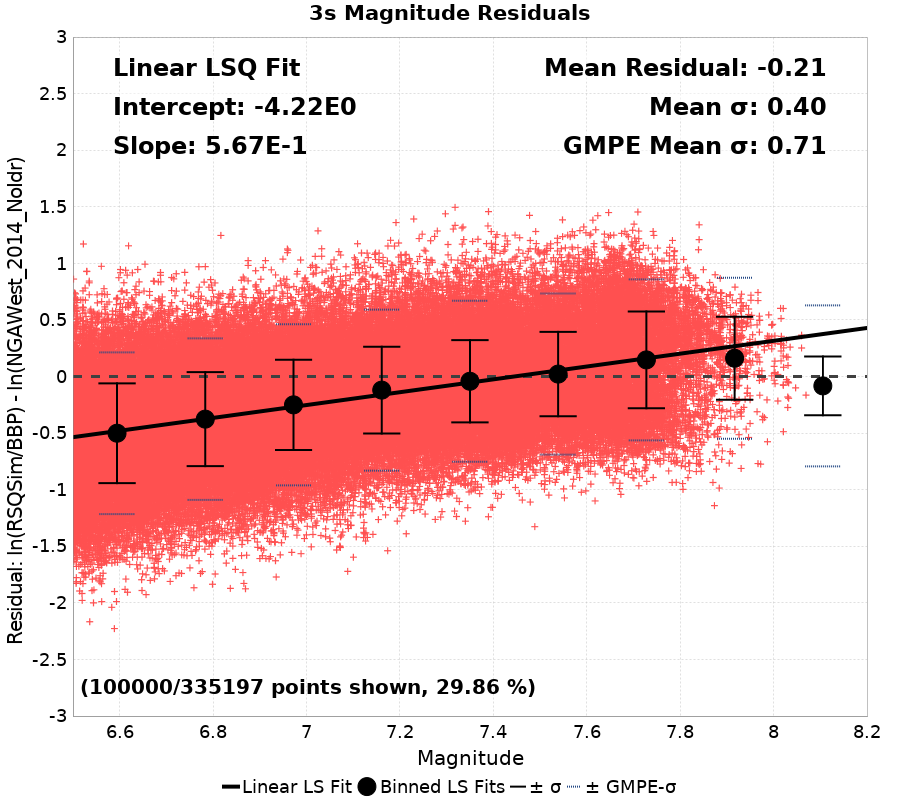 3s Magnitude Residuals
Linear LSQ Fit
Intercept: -4.22E0
Slope: 5.67E-1
Mean Residual: -0.21
Mean σ: 0.40
GMPE Mean σ: 0.71
3
2.5
2
1.5
1
0.5
0
-0.5
-1
-1.5
-2
-2.5
-3
Residual: ln(RSQSim/BBP) - ln(NGAWest_2014_NoIdr)
(100000/335197 points shown, 29.86 %)
6.6 6.8 7 7.2 7.4 7.6 7.8 8 8.2
Magnitude
Linear LS Fit Binned LS Fits ± σ ± GMPE-σ